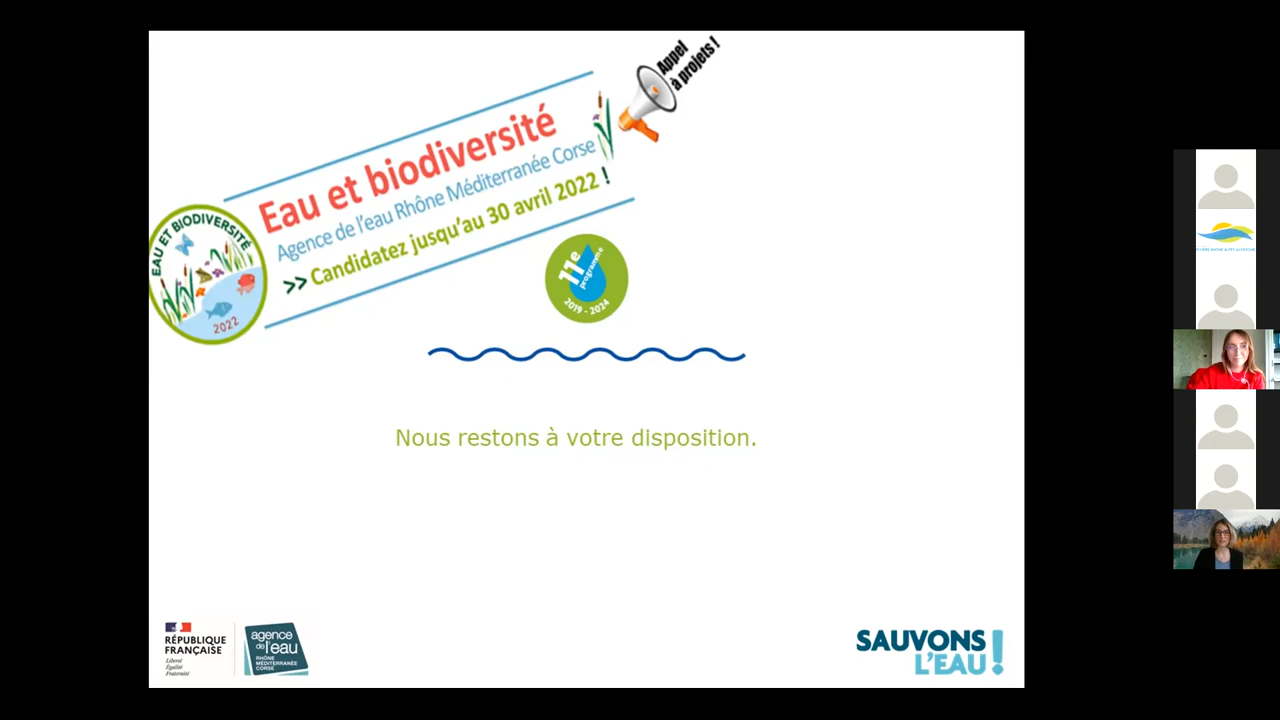 Appel
à projets !
Eau et biodiversité
Agence de l'eau Rhône Méditerranée Corse
>> Candidatez jusqu'au 30 avril 2022 !
EAU ET BIODIVERSITÉ
2022
11e
programme
2019 - 2024
Nous restons à votre disposition.
RÉPUBLIQUE
FRANÇAISE
Liberté
Égalité
Fraternité
agence
de l'eau
RHÔNE
MÉDITERRANÉE
CORSE
SAUVONS
L'EAU !